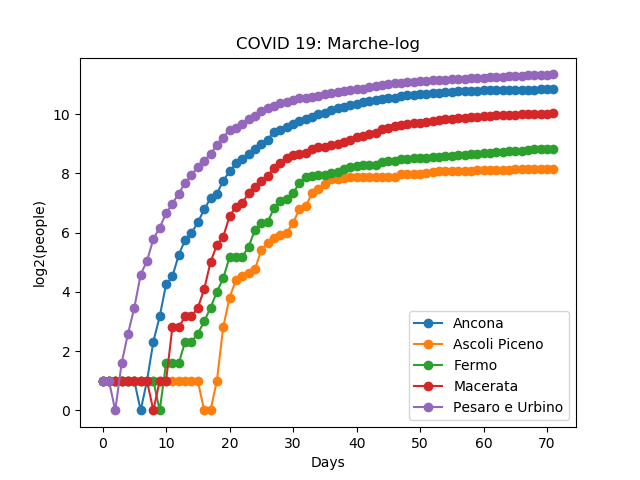 COVID 19: Marche-log
log2(people)
10
8
6
4
2
0
0 10 20 30 40 50 60 70
Days
Ancona
Ascoli Piceno
Fermo
Macerata
Pesaro e Urbino